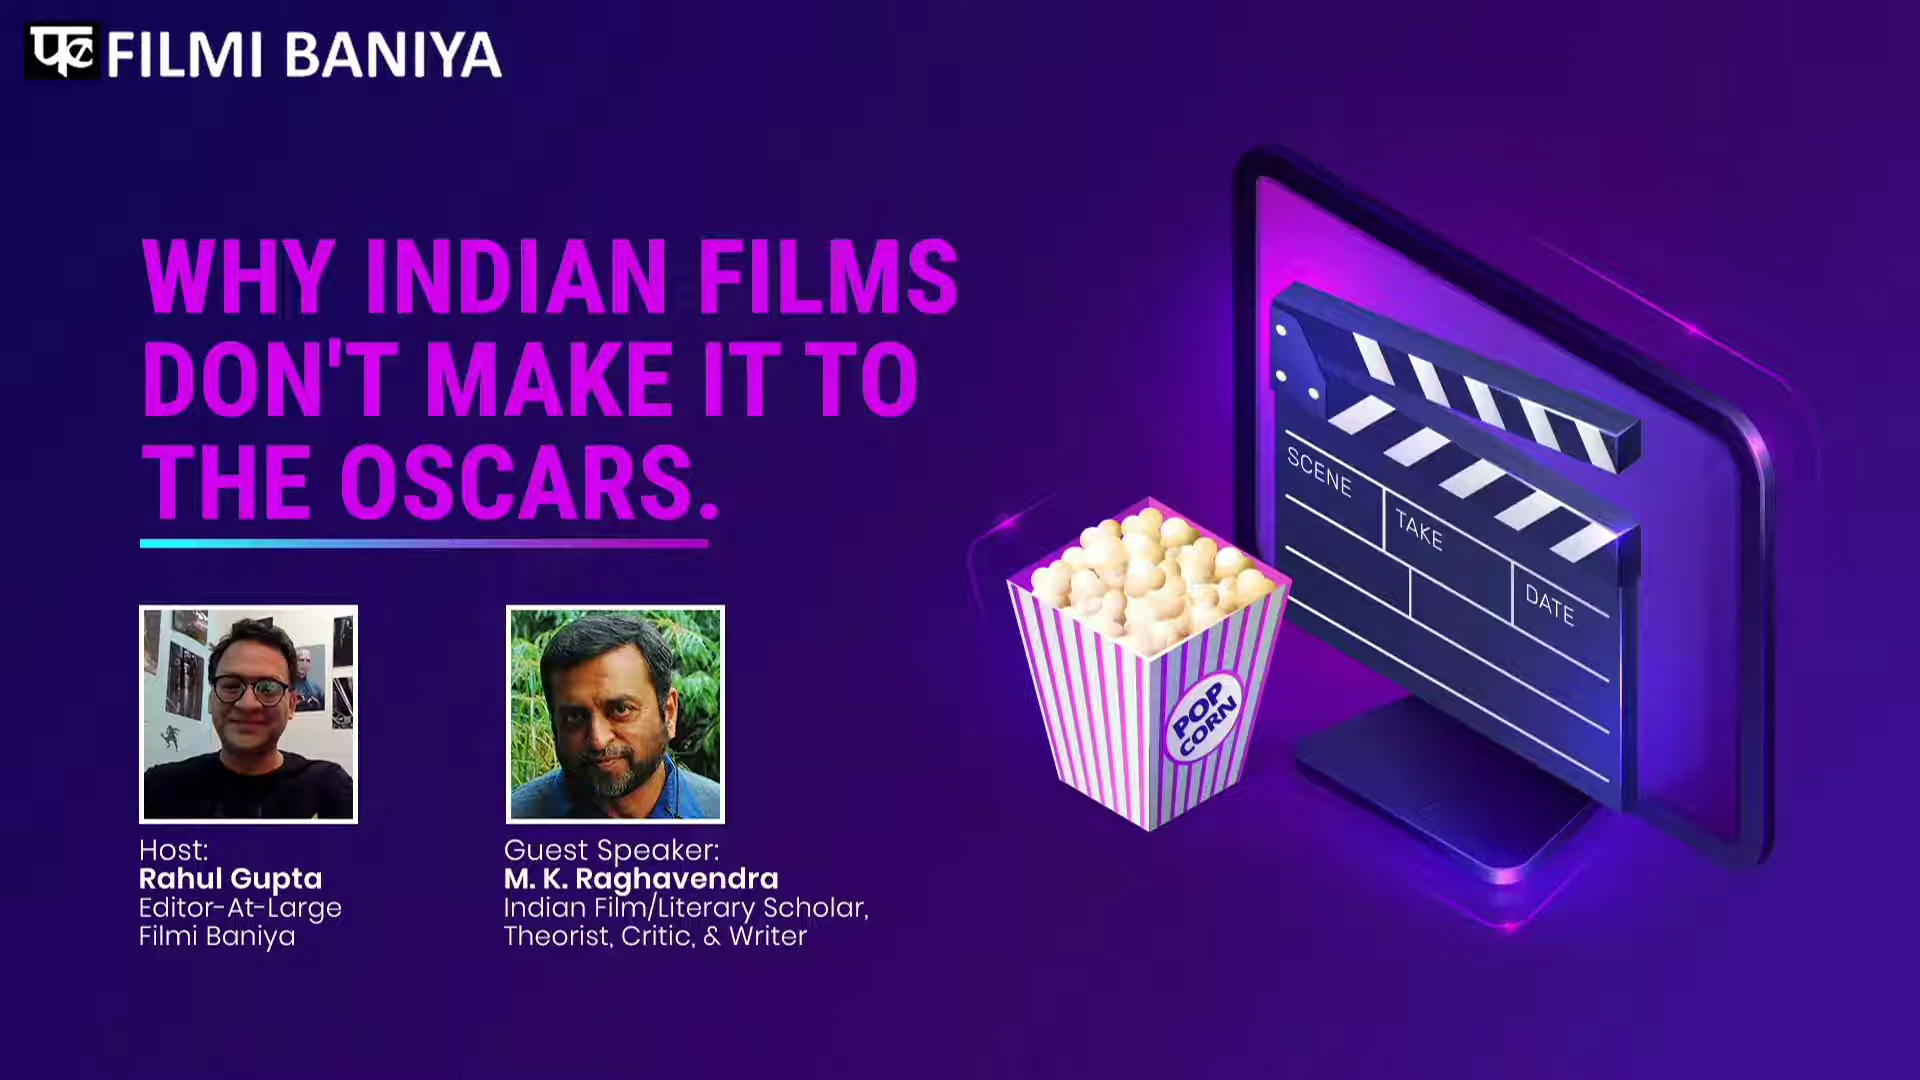 FILMI BANIYA
WHY INDIAN FILMS
DON'T MAKE IT TO
THE OSCARS.
Host:
Rahul Gupta
Editor-At-Large
Filmi Baniya
Guest Speaker:
M. K. Raghavendra
Indian Film/Literary Scholar,
Theorist, Critic, & Writer
SCENE
TAKE
DATE
POP
CORN